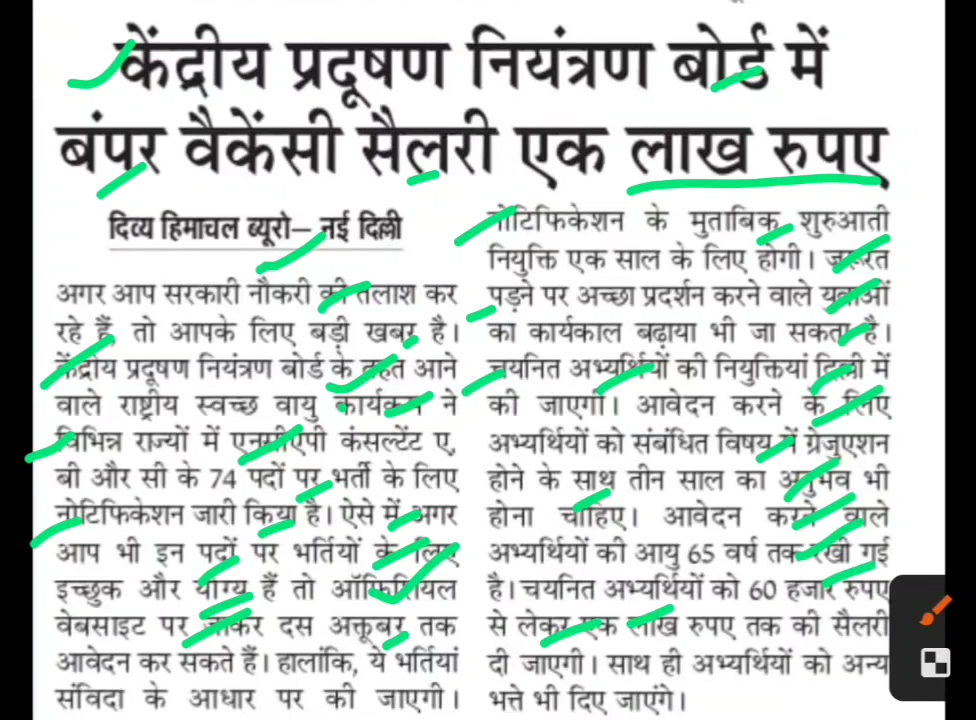 केंद्रीय प्रदूषण नियंत्रण बोर्ड में
बंपर वैकेंसी सैलरी एक लाख रुपए
दिव्य हिमाचल ब्यूरो— नई दिल्ली
अगर आप सरकारी नौकरी की तलाश कर
रहे हैं, तो आपके लिए बड़ी खबर है।
केंद्रीय प्रदूषण नियंत्रण बोर्ड के तहत आने
वाले राष्ट्रीय स्वच्छ वायु कार्यक्रम ने
विभिन्न राज्यों में एनसीएपी कंसल्टेंट ए,
बी और सी के 74 पदों पर भर्ती के लिए
नोटिफिकेशन जारी किया है। ऐसे में अगर
आप भी इन पदों पर भर्तियों के लिए
इच्छुक और योग्य हैं तो ऑफिशियल
वेबसाइट पर जाकर दस अक्तूबर तक
आवेदन कर सकते हैं। हालांकि, ये भर्तियां
संविदा के आधार पर की जाएगी।
नोटिफिकेशन के मुताबिक शुरुआती
नियुक्ति एक साल के लिए होगी। जरूरत
पड़ने पर अच्छा प्रदर्शन करने वाले युवाओं
का कार्यकाल बढ़ाया भी जा सकता है।
चयनित अभ्यर्थियों की नियुक्तियां दिल्ली में
की जाएगी। आवेदन करने के लिए
अभ्यर्थियों को संबंधित विषय में ग्रेजुएशन
होने के साथ तीन साल का अनुभव भी
होना चाहिए। आवेदन करने वाले
अभ्यर्थियों की आयु 65 वर्ष तक रखी गई
है। चयनित अभ्यर्थियों को 60 हजार रुपए
से लेकर एक लाख रुपए तक की सैलरी
दी जाएगी। साथ ही अभ्यर्थियों को अन्य
भत्ते भी दिए जाएंगे।